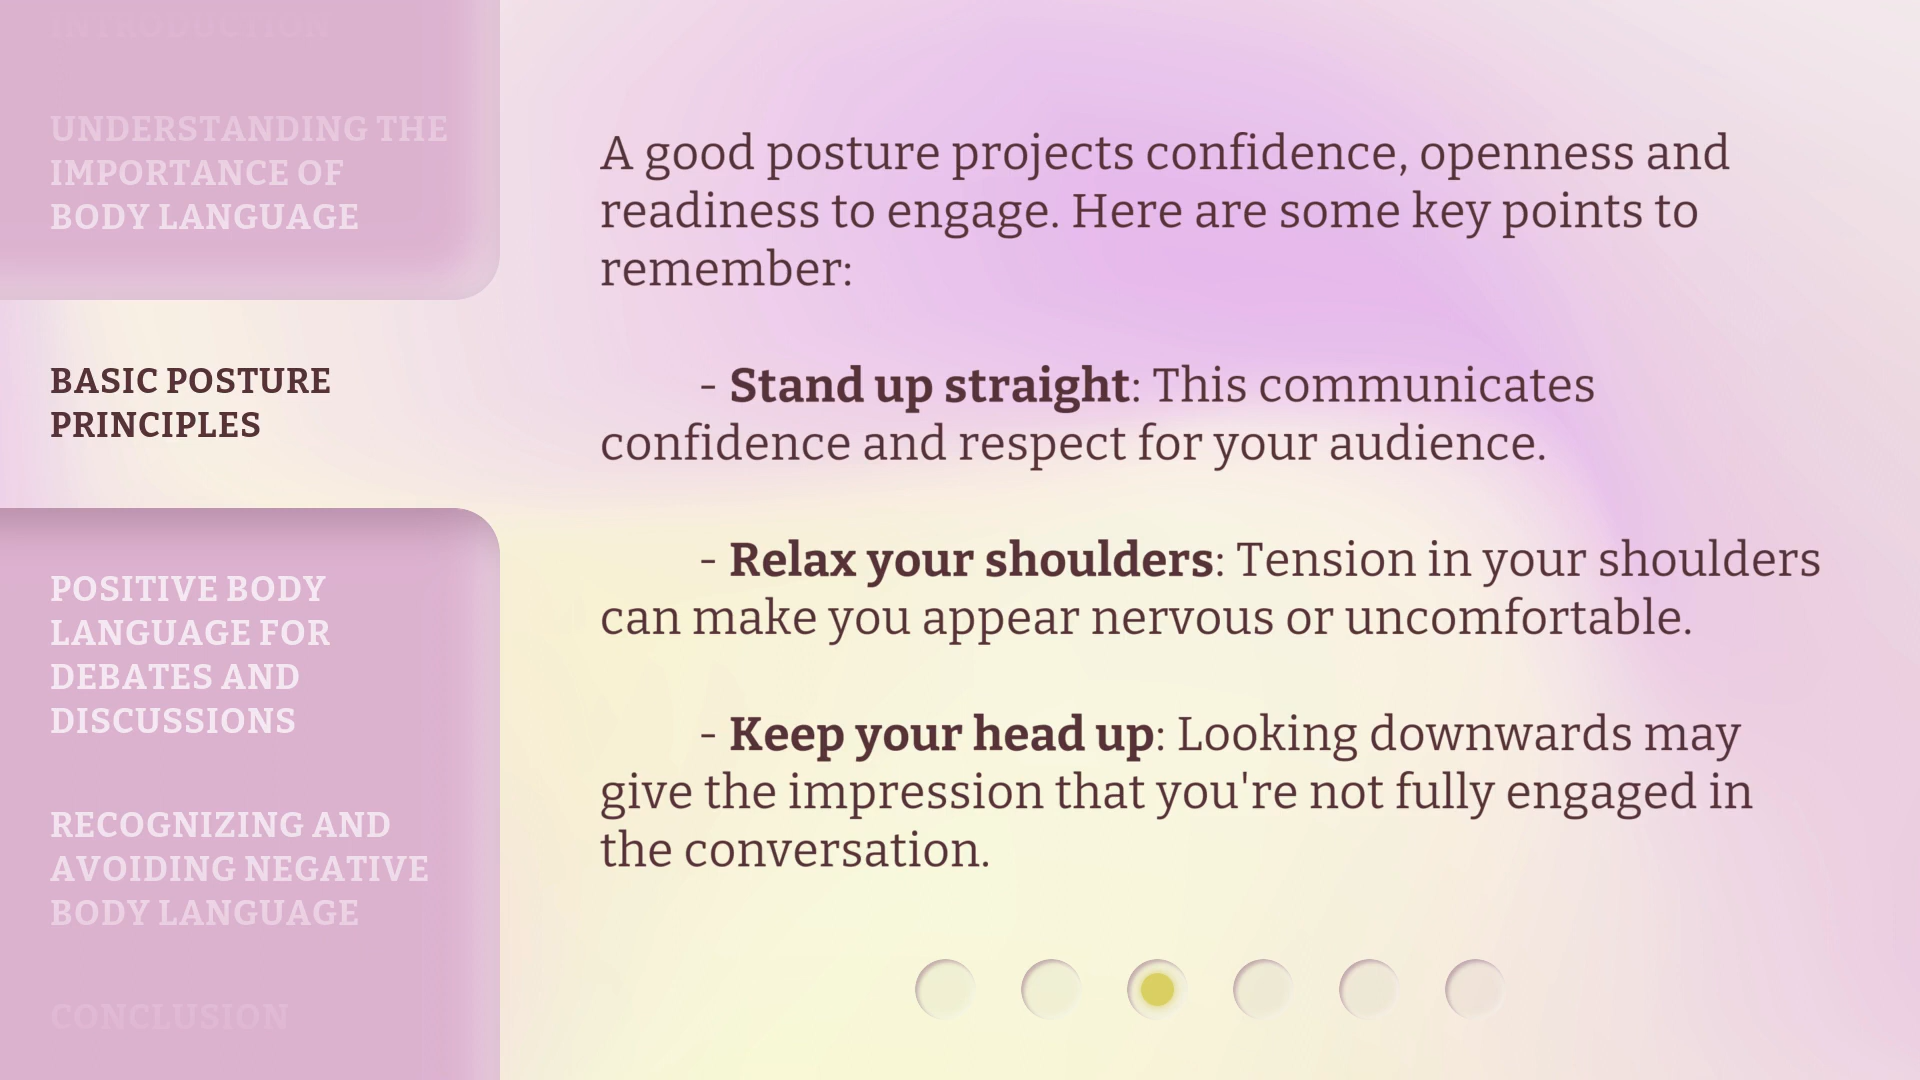 INTRODUCTION
UNDERSTANDING THE
IMPORTANCE OF
BODY LANGUAGE
BASIC POSTURE
PRINCIPLES
POSITIVE BODY
LANGUAGE FOR
DEBATES AND
DISCUSSIONS
RECOGNIZING AND
AVOIDING NEGATIVE
BODY LANGUAGE
CONCLUSION
A good posture projects confidence, openness and
readiness to engage. Here are some key points to
remember:
- Stand up straight: This communicates
confidence and respect for your audience.
- Relax your shoulders: Tension in your shoulders
can make you appear nervous or uncomfortable.
- Keep your head up: Looking downwards may
give the impression that you're not fully engaged in
the conversation.